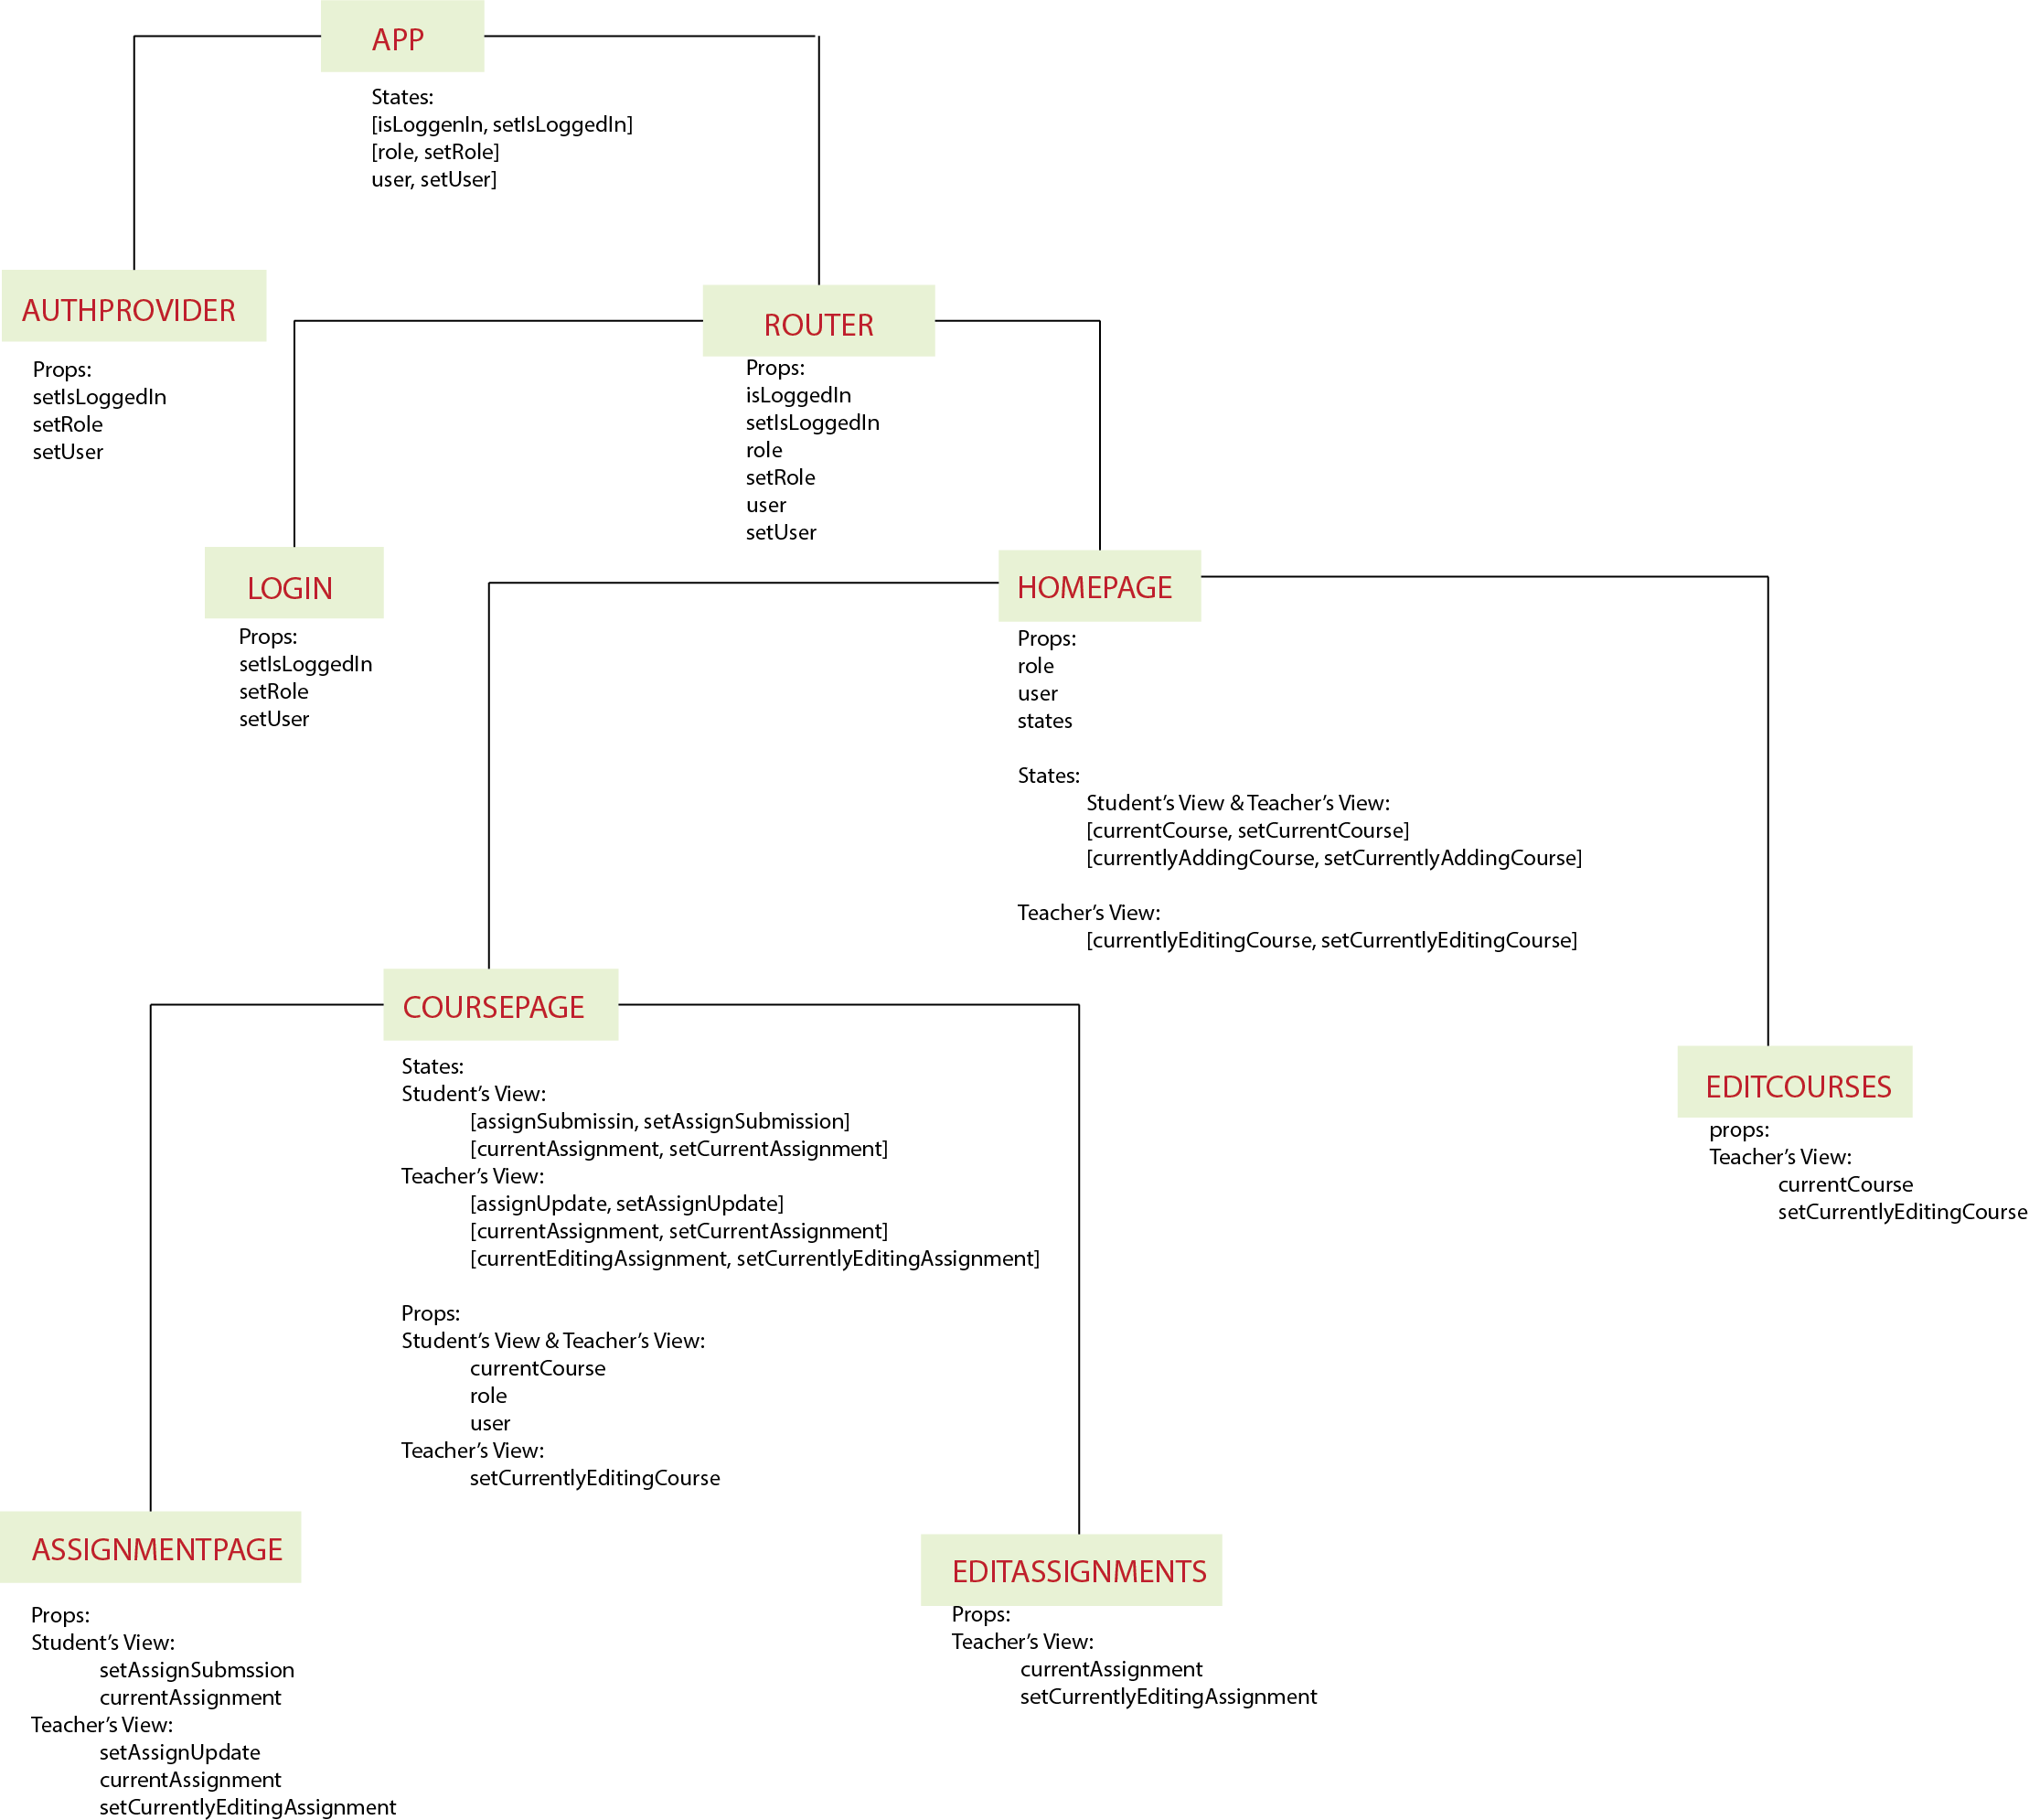 APP
States:
[isLoggenIn, setIsLoggedIn]
[role, setRole]
user, setUser]
AUTHPROVIDER
Props:
setIsLoggedIn
setRole
setUser
ROUTER
Props:
isLoggedIn
setIsLoggedIn
role
setRole
user
setUser
LOGIN
Props:
setIsLoggedIn
setRole
setUser
HOMEPAGE
Props:
role
user
states
States:
Student’s View & Teacher’s View:
[currentCourse, setCurrentCourse]
[currentlyAddingCourse, setCurrentlyAddingCourse]
Teacher’s View:
[currentlyEditingCourse, setCurrentlyEditingCourse]
COURSEPAGE
States:
Student’s View:
[assignSubmissin, setAssignSubmission]
[currentAssignment, setCurrentAssignment]
Teacher’s View:
[assignUpdate, setAssignUpdate]
[currentAssignment, setCurrentAssignment]
[currentEditingAssignment, setCurrentlyEditingAssignment]
Props:
Student’s View & Teacher’s View:
currentCourse
role
user
Teacher’s View:
setCurrentlyEditingCourse
EDITCOURSES
props:
Teacher’s View:
currentCourse
setCurrentlyEditingCourse
ASSIGNMENTPAGE
Props:
Student’s View:
setAssignSubmssion
currentAssignment
Teacher’s View:
setAssignUpdate
currentAssignment
setCurrentlyEditingAssignment
EDITASSIGNMENTS
Props:
Teacher’s View:
currentAssignment
setCurrentlyEditingAssignment